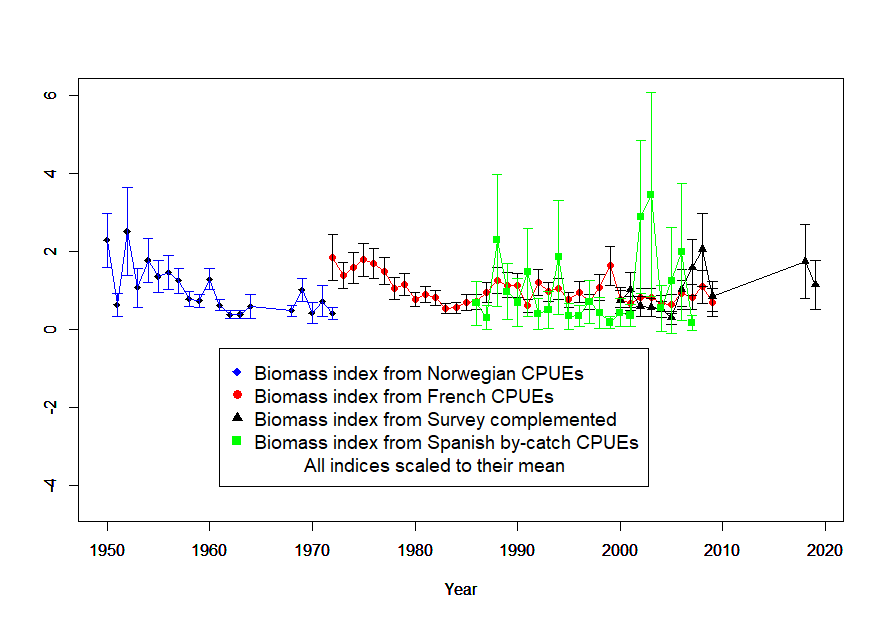 6
4
2
0
-2
-4
Biomass index from Norwegian CPUEs
Biomass index from French CPUEs
Biomass index from Survey complemented
Biomass index from Spanish by-catch CPUEs
All indices scaled to their mean
1950 1960 1970 1980 1990 2000 2010 2020
Year